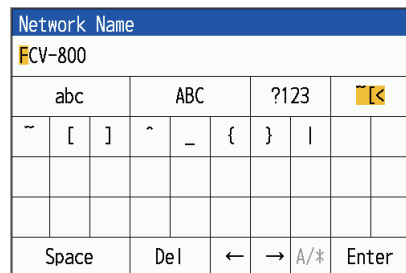 Network Name
FCV-800
abc ABC ?123 ~[<
~ [ ] ^ _ { } |
Space Del ← → A/* Enter